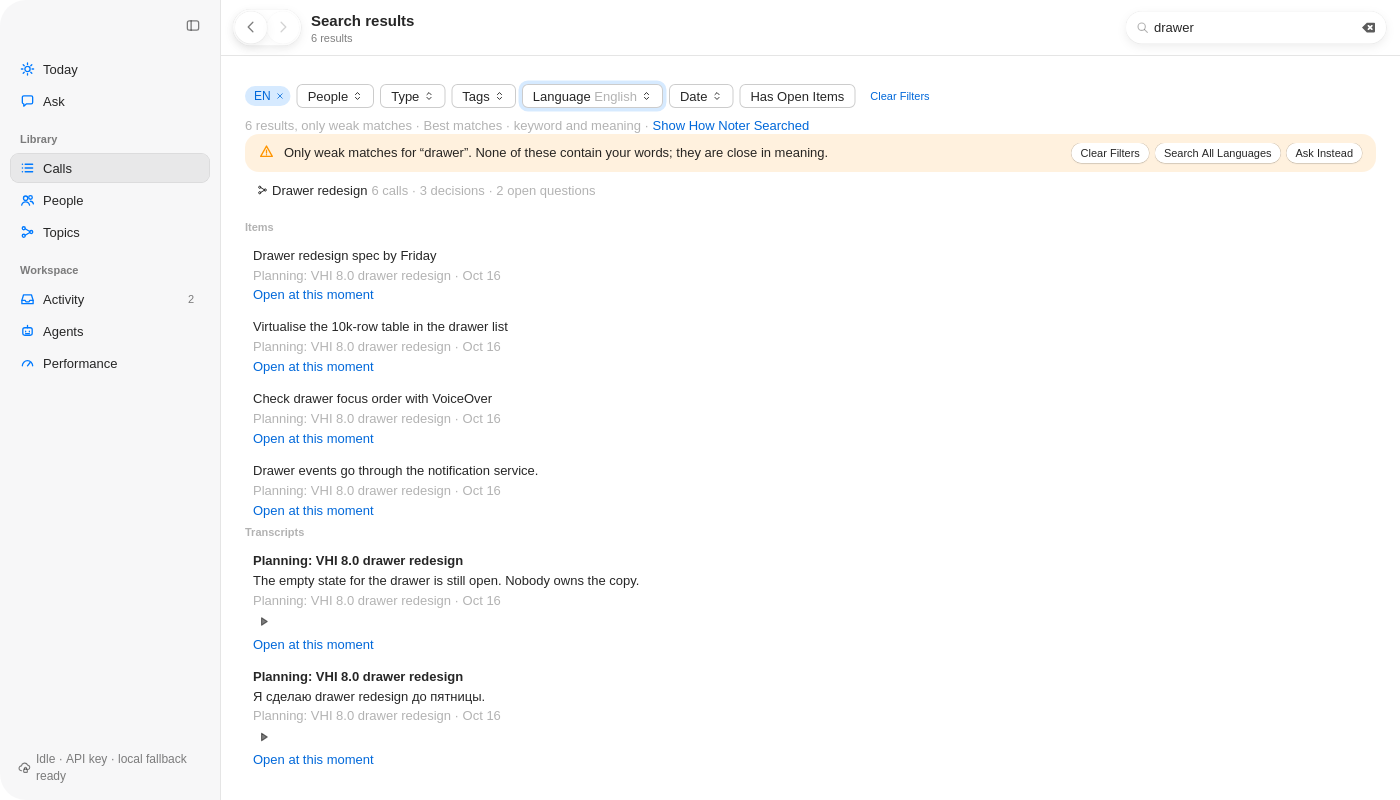 Search results
6 results
drawer
Today
Ask
Library
Calls
People
Topics
Workspace
Activity 2
Agents
Performance
Idle · API key · local fallback
ready
EN × People Type Tags Language English Date Has Open Items Clear Filters
6 results, only weak matches · Best matches · keyword and meaning · Show How Noter Searched
Only weak matches for “drawer”. None of these contain your words; they are close in meaning. Clear Filters Search All Languages Ask Instead
Drawer redesign 6 calls · 3 decisions · 2 open questions
Items
Drawer redesign spec by Friday
Planning: VHI 8.0 drawer redesign · Oct 16
Open at this moment
Virtualise the 10k-row table in the drawer list
Planning: VHI 8.0 drawer redesign · Oct 16
Open at this moment
Check drawer focus order with VoiceOver
Planning: VHI 8.0 drawer redesign · Oct 16
Open at this moment
Drawer events go through the notification service.
Planning: VHI 8.0 drawer redesign · Oct 16
Open at this moment
Transcripts
Planning: VHI 8.0 drawer redesign
The empty state for the drawer is still open. Nobody owns the copy.
Planning: VHI 8.0 drawer redesign · Oct 16
Open at this moment
Planning: VHI 8.0 drawer redesign
Я сделаю drawer redesign до пятницы.
Planning: VHI 8.0 drawer redesign · Oct 16
Open at this moment